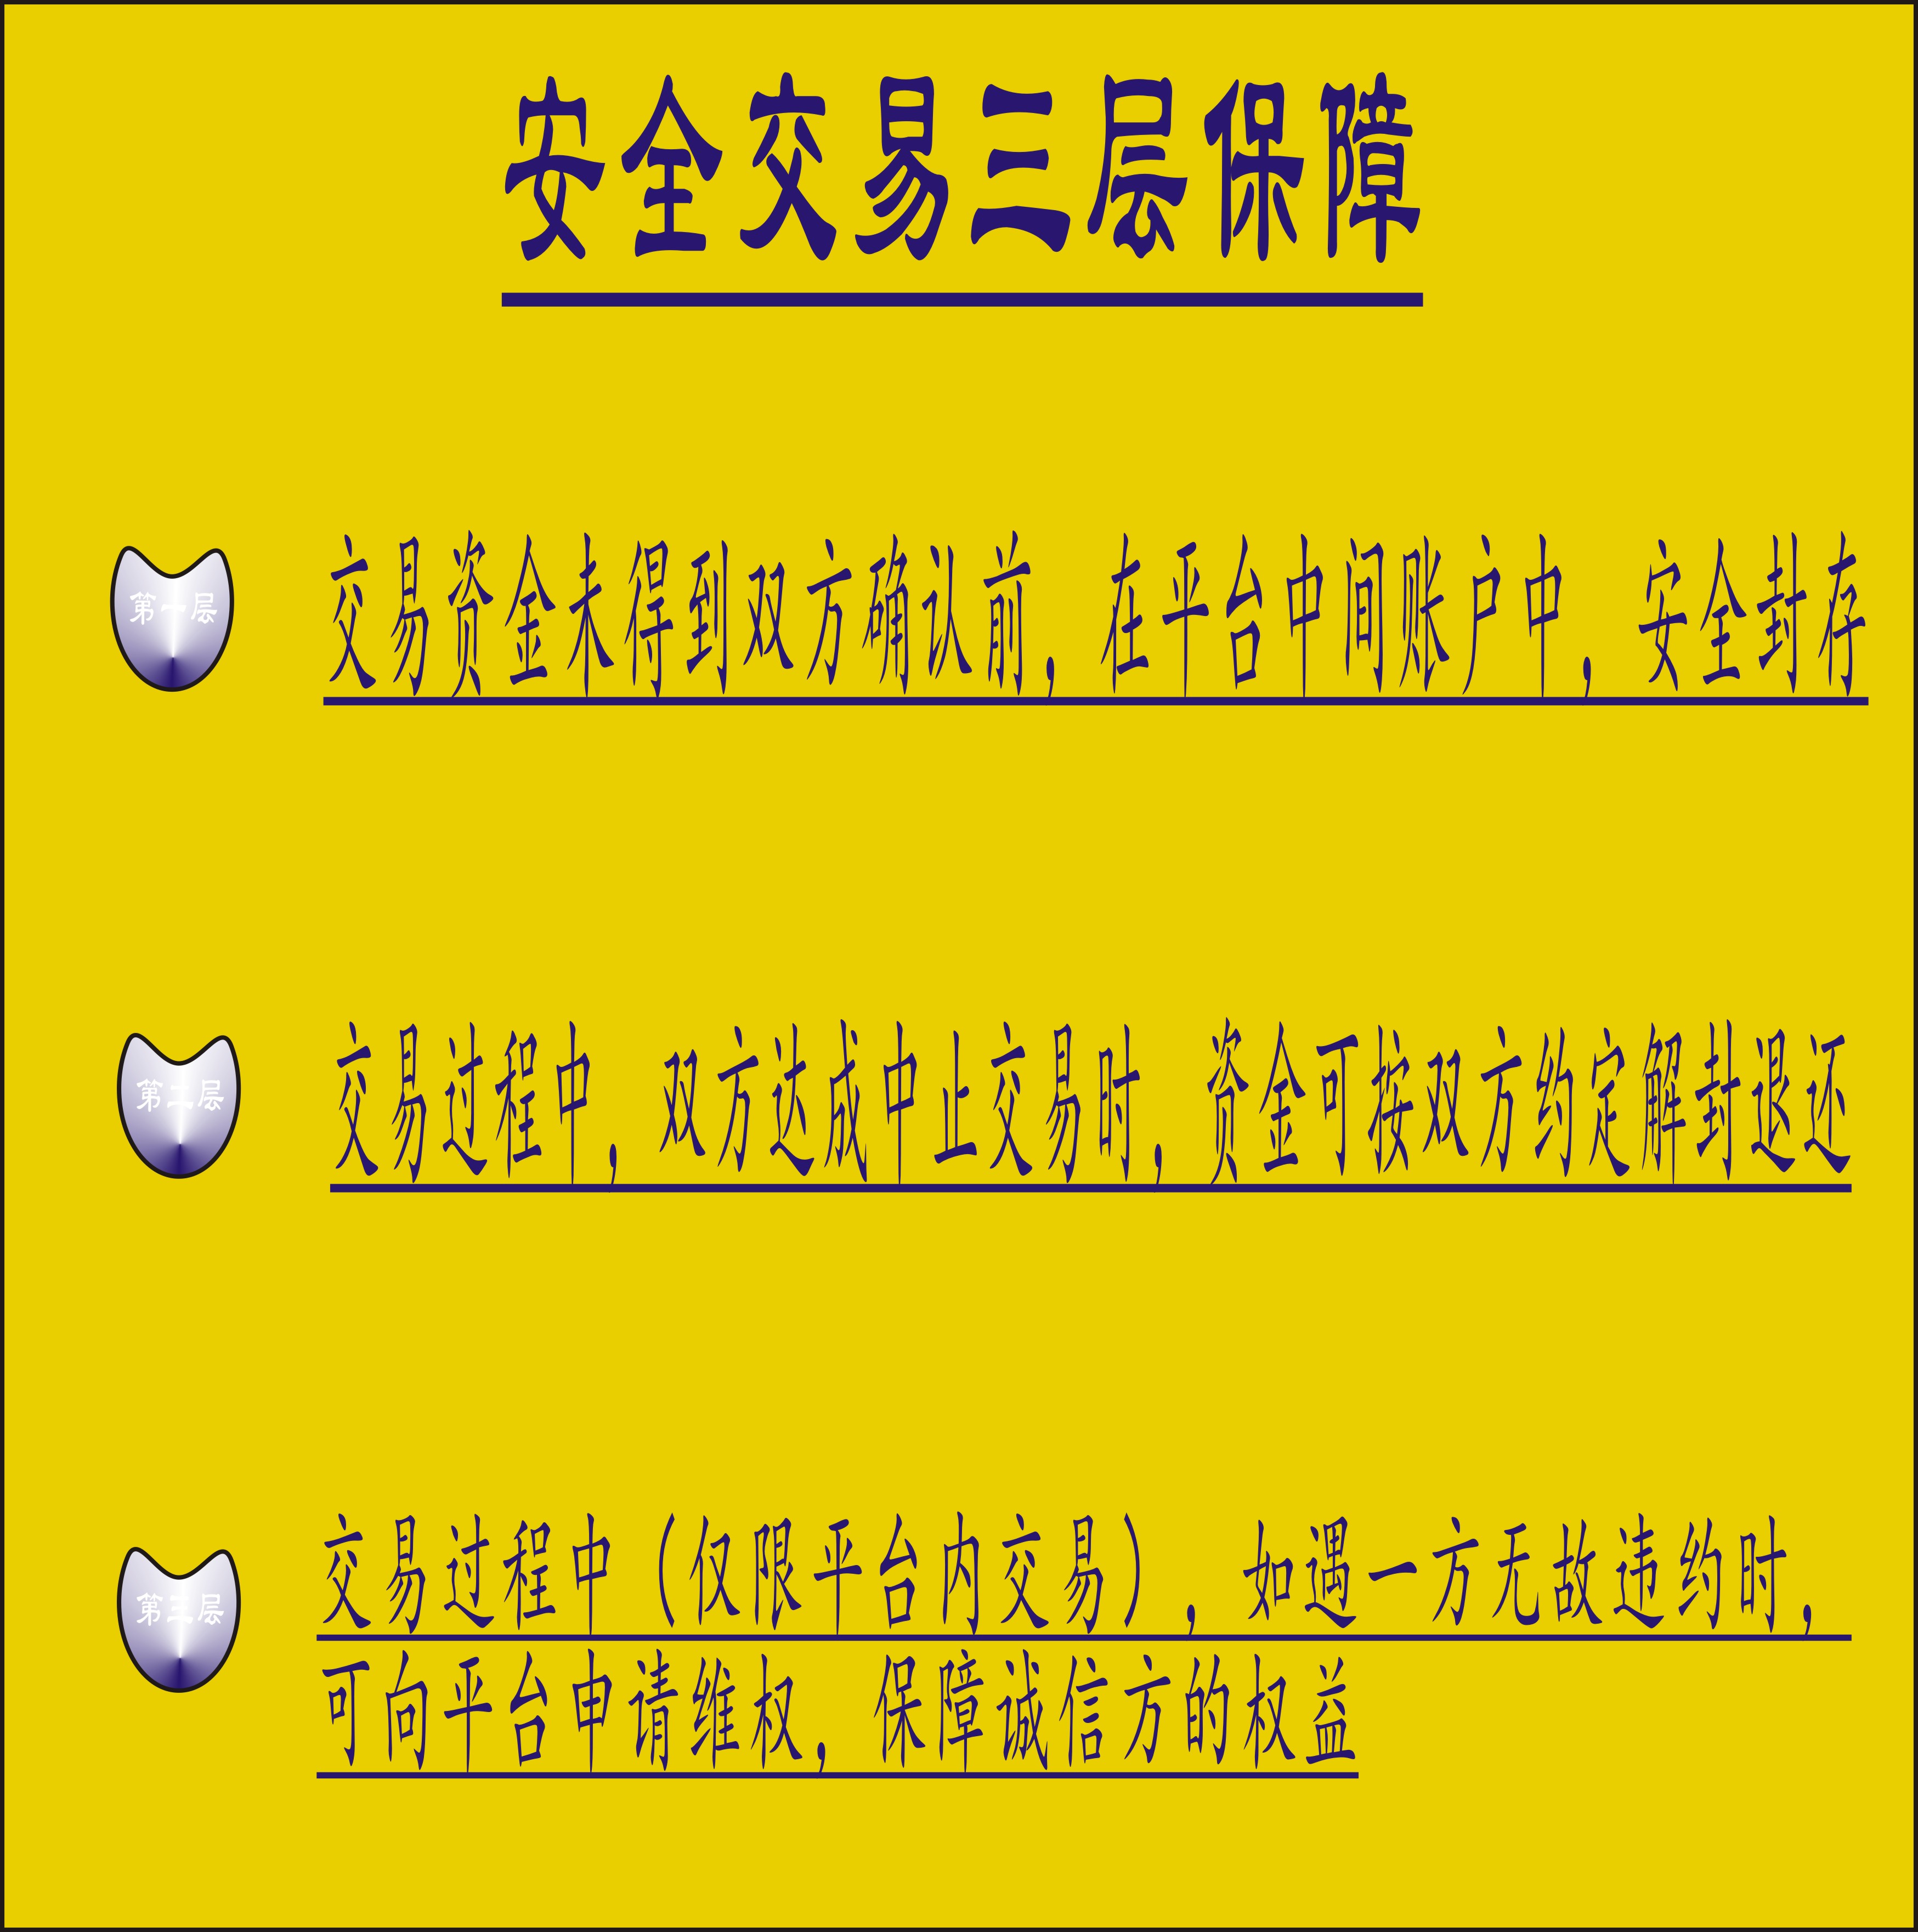 安全交易三层保障
第一层
交易资金未得到双方确认前，在平台中间账户中，安全封存
第二层
交易过程中，双方达成中止交易时，资金可按双方约定解封退还
第三层
交易过程中（仅限平台内交易），如遇一方无故违约时，
可向平台申请维权，保障诚信方的权益